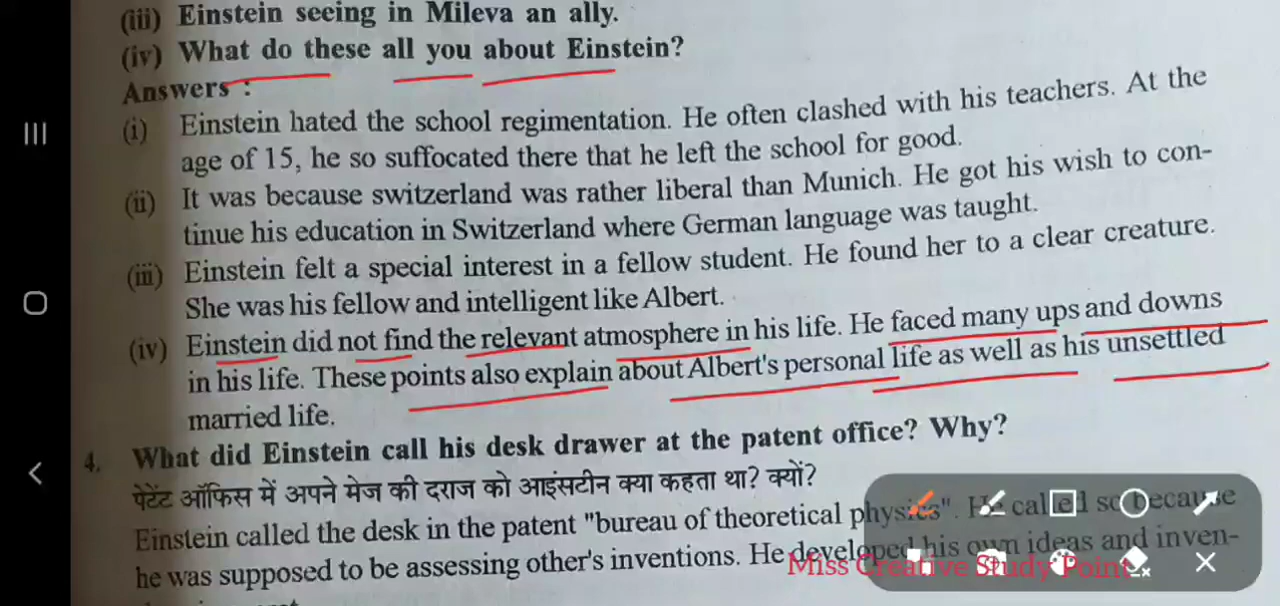 (iii) Einstein seeing in Mileva an ally.
(iv) What do these all you about Einstein?
Answers :
(i) Einstein hated the school regimentation. He often clashed with his teachers. At the
age of 15, he so suffocated there that he left the school for good.
(ii) It was because switzerland was rather liberal than Munich. He got his wish to con-
tinue his education in Switzerland where German language was taught.
(iii) Einstein felt a special interest in a fellow student. He found her to a clear creature.
She was his fellow and intelligent like Albert.
(iv) Einstein did not find the relevant atmosphere in his life. He faced many ups and downs
in his life. These points also explain about Albert's personal life as well as his unsettled
married life.
4. What did Einstein call his desk drawer at the patent office? Why?
पेटेंट ऑफिस में अपने मेज की दराज को आइंसटीन क्या कहता था? क्यों?
Einstein called the desk in the patent "bureau of theoretical physics". He called so because
he was supposed to be assessing other's inventions. He developed his own ideas and inven-
Miss Creative Study Point